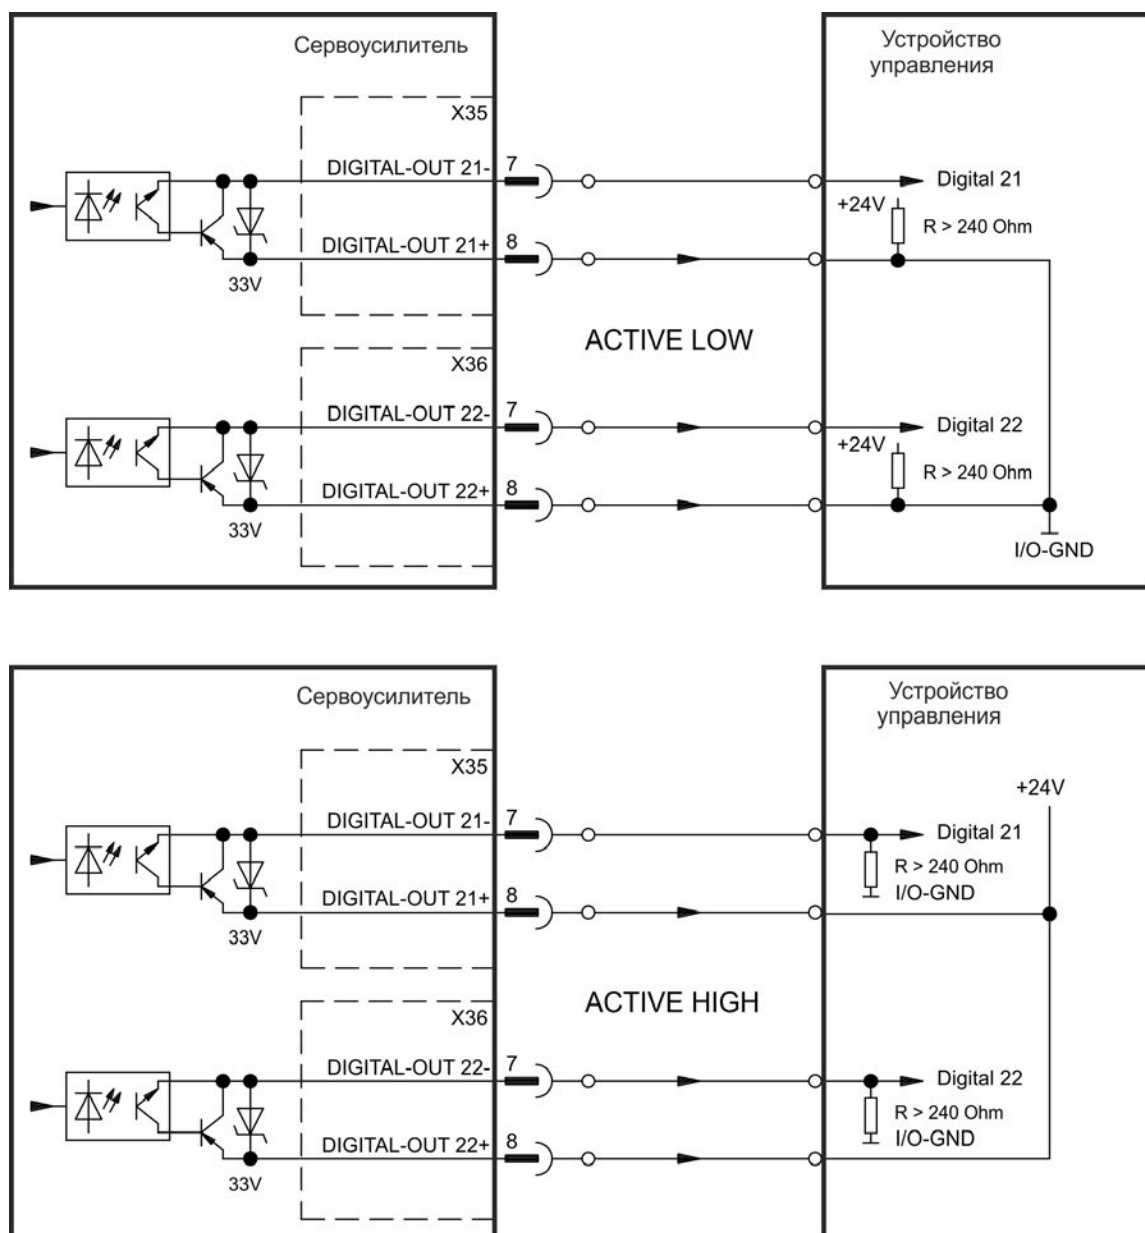 Сервоусилитель
Устройство
управления
X35
DIGITAL-OUT 21-
7
Digital 21
+24V
R > 240 Ohm
DIGITAL-OUT 21+
8
33V
ACTIVE LOW
X36
DIGITAL-OUT 22-
7
Digital 22
+24V
R > 240 Ohm
DIGITAL-OUT 22+
8
33V
I/O-GND
Сервоусилитель
Устройство
управления
X35
+24V
DIGITAL-OUT 21-
7
Digital 21
R > 240 Ohm
I/O-GND
DIGITAL-OUT 21+
8
33V
ACTIVE HIGH
X36
DIGITAL-OUT 22-
7
Digital 22
R > 240 Ohm
I/O-GND
DIGITAL-OUT 22+
8
33V